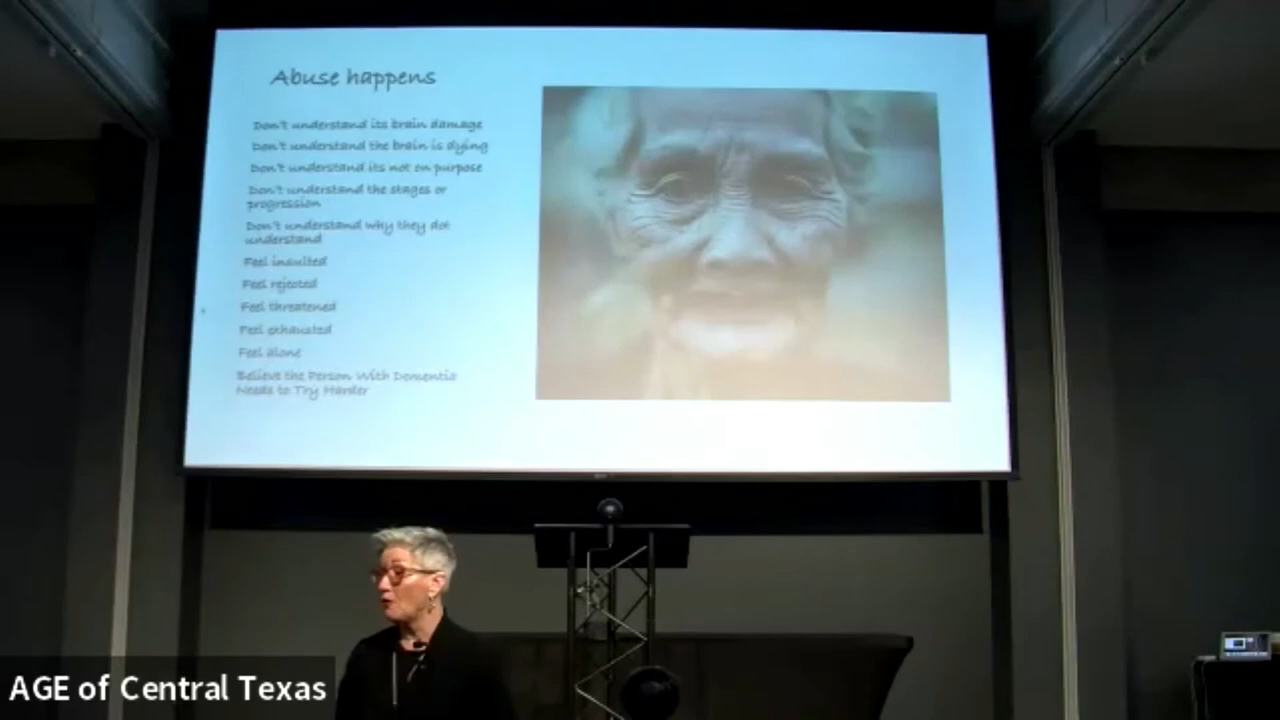 Abuse happens
Don't understand its brain damage
Don't understand the brain is dying
Don't understand its not on purpose
Don't understand the stages or
progression
Don't understand why they dot
understand
Feel insulted
Feel rejected
Feel threatened
Feel exhausted
Feel alone
Believe the Person With Dementia
Needs to Try Harder
AGE of Central Texas